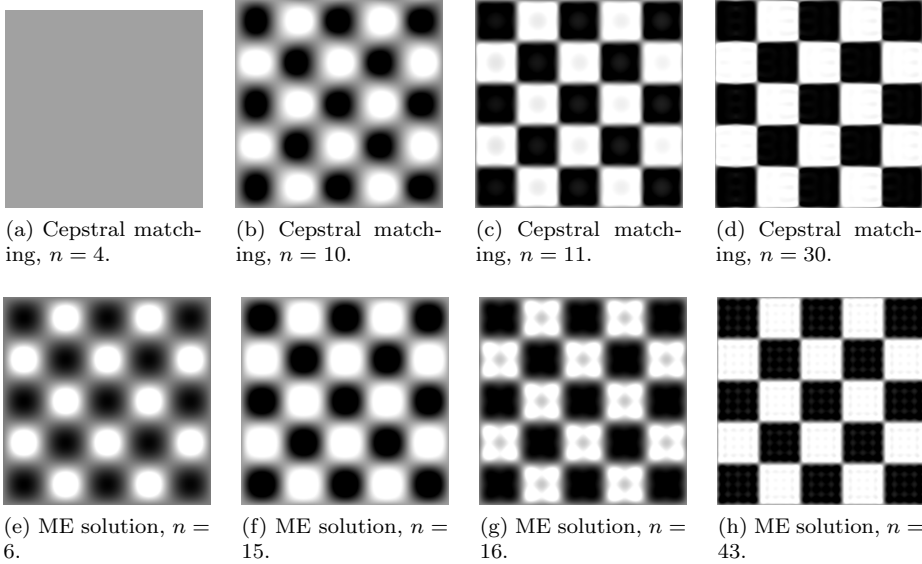 (a) Cepstral match-
ing, n = 4.
(b) Cepstral match-
ing, n = 10.
(c) Cepstral match-
ing, n = 11.
(d) Cepstral match-
ing, n = 30.
(e) ME solution, n =
6.
(f) ME solution, n =
15.
(g) ME solution, n =
16.
(h) ME solution, n =
43.